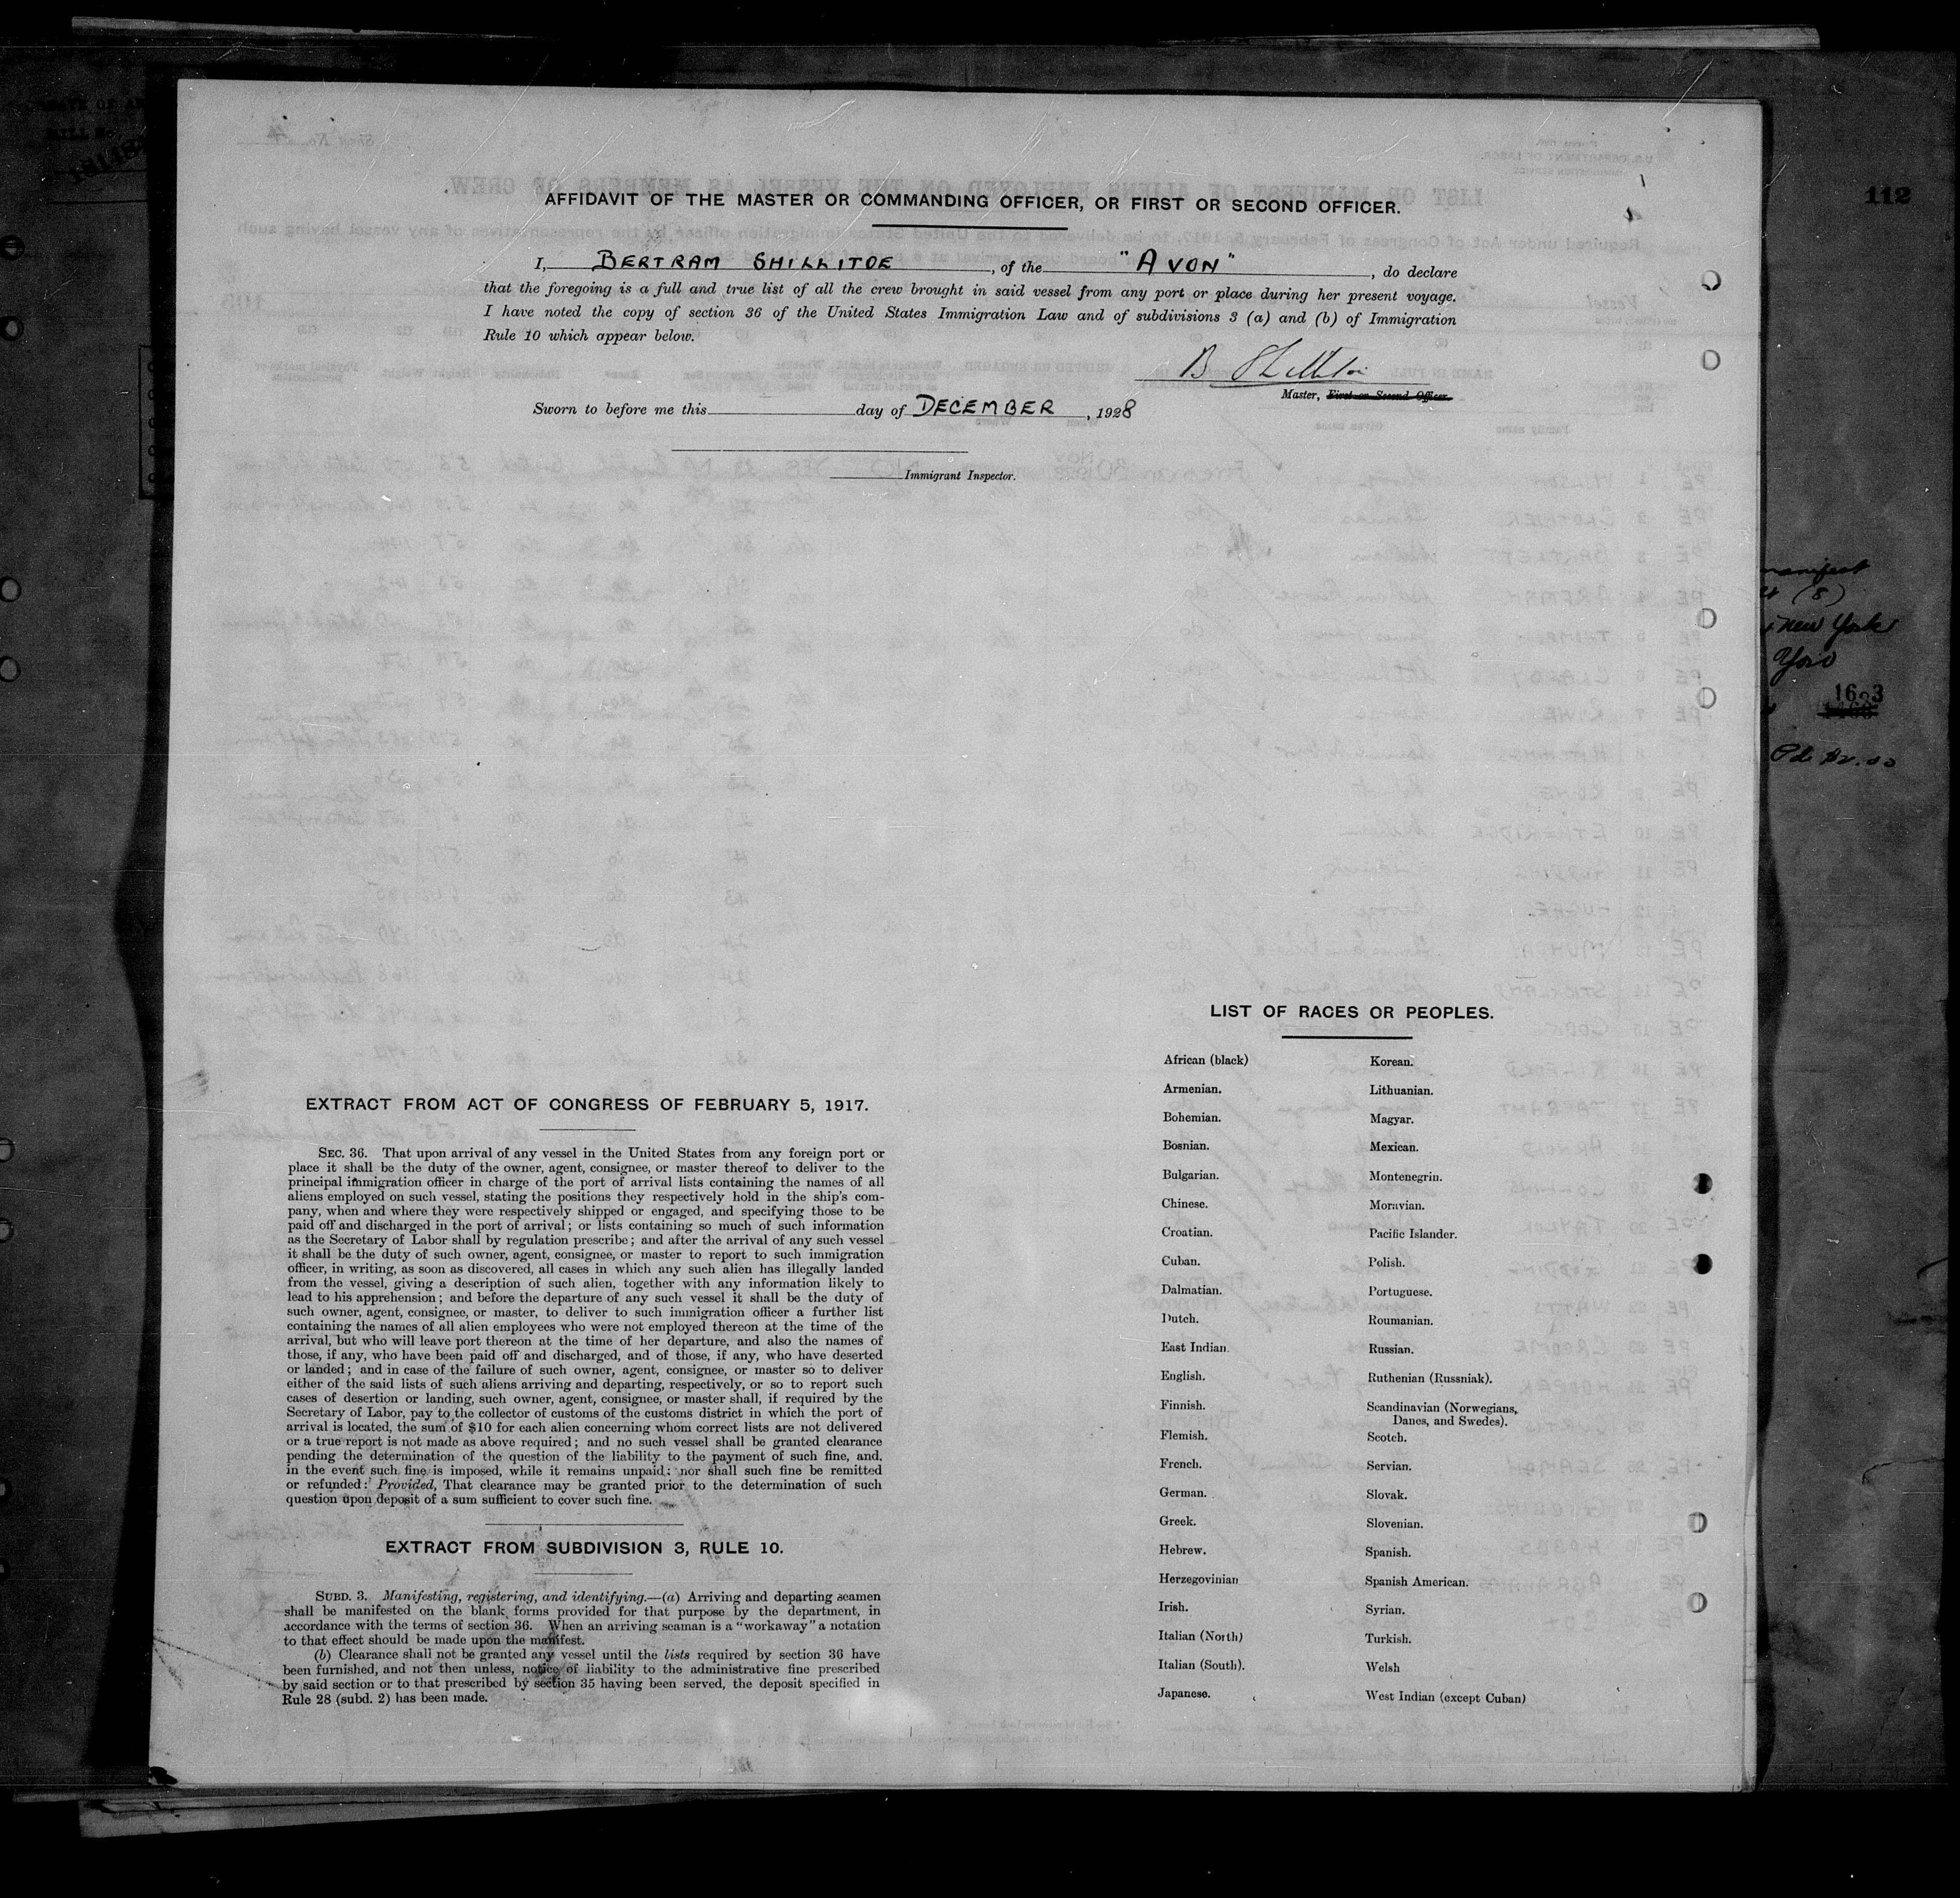 112
AFFIDAVIT OF THE MASTER OR COMMANDING OFFICER, OR FIRST OR SECOND OFFICER.
I, BERTRAM SHILLITOE, of the "AVON", do declare
that the foregoing is a full and true list of all the crew brought in said vessel from any port or place during her present voyage.
I have noted the copy of section 36 of the United States Immigration Law and of subdivisions 3 (a) and (b) of Immigration
Rule 10 which appear below.
B Shillitoe
Master, First or Second Officer.
Sworn to before me this day of DECEMBER, 1928
Immigrant Inspector.
manifest
New York
EXTRACT FROM ACT OF CONGRESS OF FEBRUARY 5, 1917.
SEC. 36. That upon arrival of any vessel in the United States from any foreign port or
place it shall be the duty of the owner, agent, consignee, or master thereof to deliver to the
principal immigration officer in charge of the port of arrival lists containing the names of all
aliens employed on such vessel, stating the positions they respectively hold in the ship's com-
pany, when and where they were respectively shipped or engaged, and specifying those to be
paid off and discharged in the port of arrival; or lists containing so much of such information
as the Secretary of Labor shall by regulation prescribe; and after the arrival of any such vessel
it shall be the duty of such owner, agent, consignee, or master to report to such immigration
officer, in writing, as soon as discovered, all cases in which any such alien has illegally landed
from the vessel, giving a description of such alien, together with any information likely to
lead to his apprehension; and before the departure of any such vessel it shall be the duty of
such owner, agent, consignee, or master, to deliver to such immigration officer a further list
containing the names of all alien employees who were not employed thereon at the time of the
arrival, but who will leave port thereon at the time of her departure, and also the names of
those, if any, who have been paid off and discharged, and of those, if any, who have deserted
or landed; and in case of the failure of such owner, agent, consignee, or master so to deliver
either of the said lists of such aliens arriving and departing, respectively, or so to report such
cases of desertion or landing, such owner, agent, consignee, or master shall, if required by the
Secretary of Labor, pay to the collector of customs of the customs district in which the port of
arrival is located, the sum of $10 for each alien concerning whom correct lists are not delivered
or a true report is not made as above required; and no such vessel shall be granted clearance
pending the determination of the question of the liability to the payment of such fine, and,
in the event such fine is imposed, while it remains unpaid; nor shall such fine be remitted
or refunded: Provided, That clearance may be granted prior to the determination of such
question upon deposit of a sum sufficient to cover such fine.
EXTRACT FROM SUBDIVISION 3, RULE 10.
SUBD. 3. Manifesting, registering, and identifying.—(a) Arriving and departing seamen
shall be manifested on the blank forms provided for that purpose by the department, in
accordance with the terms of section 36. When an arriving seaman is a "workaway" a notation
to that effect should be made upon the manifest.
(b) Clearance shall not be granted any vessel until the lists required by section 36 have
been furnished, and not then unless, notice of liability to the administrative fine prescribed
by said section or to that prescribed by section 35 having been served, the deposit specified in
Rule 28 (subd. 2) has been made.
LIST OF RACES OR PEOPLES.
African (black)
Armenian.
Bohemian.
Bosnian.
Bulgarian.
Chinese.
Croatian.
Cuban.
Dalmatian.
Dutch.
East Indian.
English.
Finnish.
Flemish.
French.
German.
Greek.
Hebrew.
Herzegovinian
Irish.
Italian (North)
Italian (South).
Japanese.
Korean.
Lithuanian.
Magyar.
Mexican.
Montenegrin.
Moravian.
Pacific Islander.
Polish.
Portuguese.
Roumanian.
Russian.
Ruthenian (Russniak).
Scandinavian (Norwegians,
Danes, and Swedes).
Scotch.
Servian.
Slovak.
Slovenian.
Spanish.
Spanish American.
Syrian.
Turkish.
Welsh
West Indian (except Cuban)